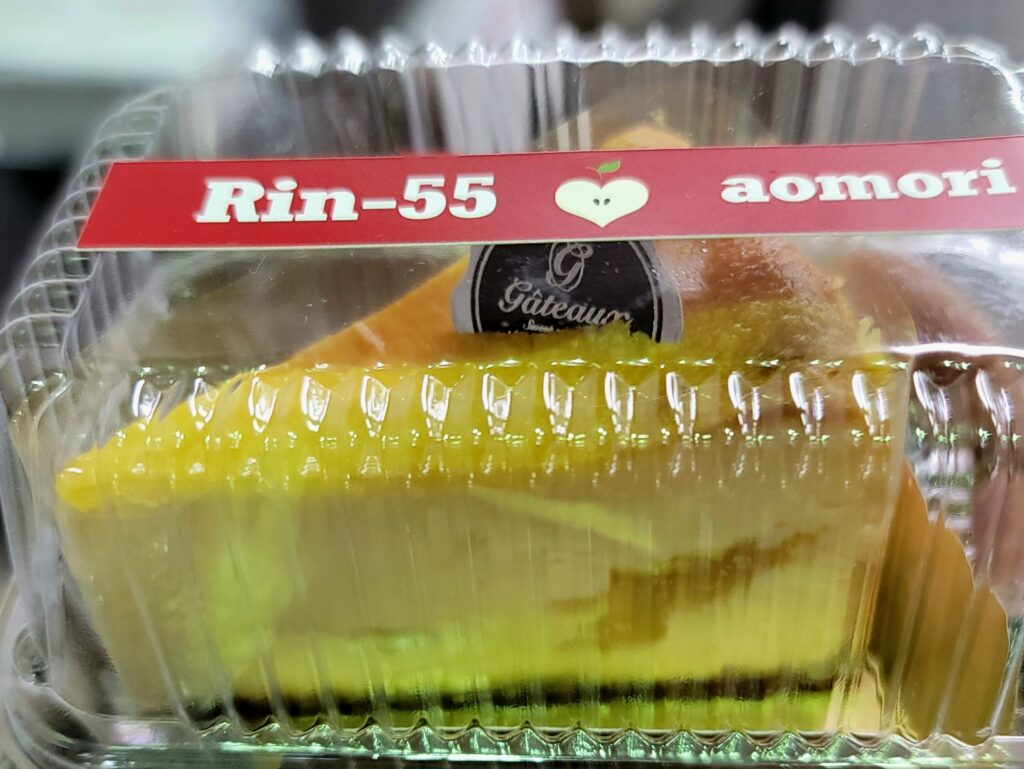 Rin-55 aomori
G
Gâteaux